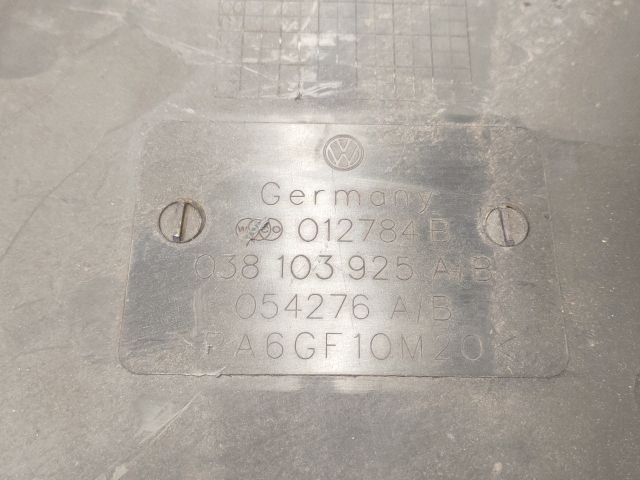 Germany
012784 B
038 103 925 A/B
054276 A/B
>PA6GF10M20<